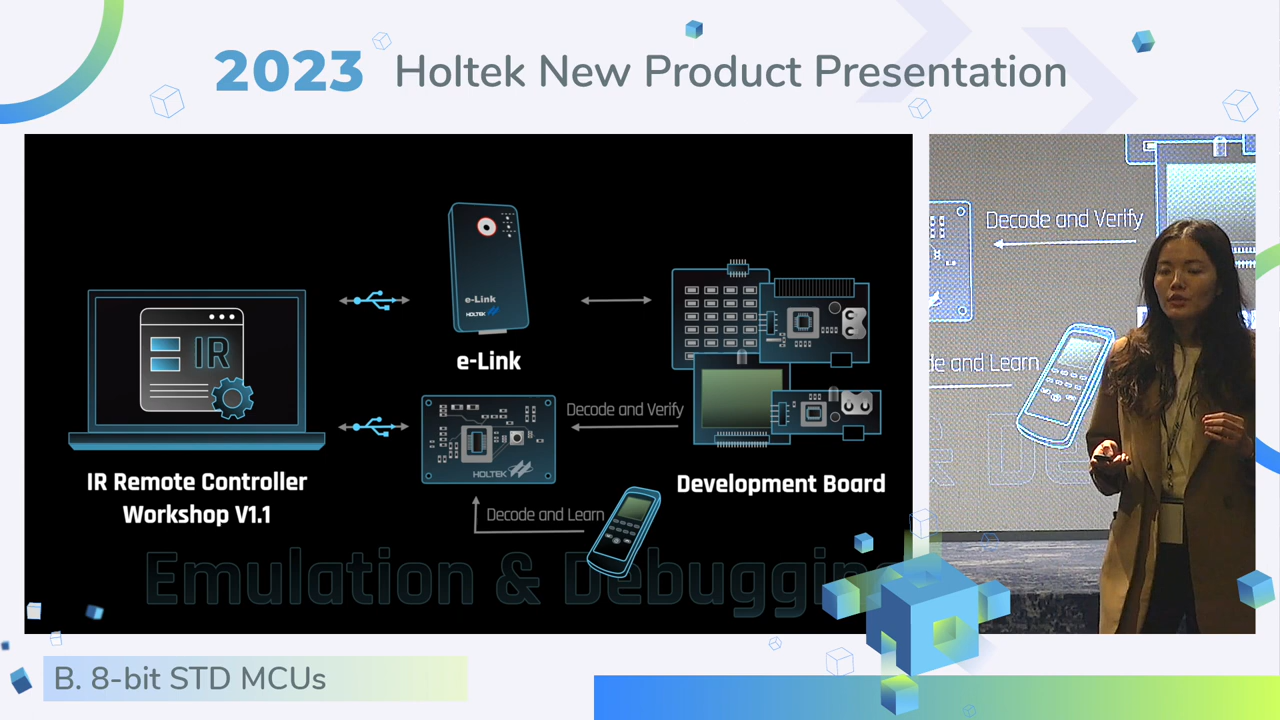 2023 Holtek New Product Presentation
e-Link
HOLTEK
IR
e-Link
Decode and Verify
HOLTEK
IR Remote Controller
Workshop V1.1
Development Board
Decode and Learn
Emulation & Debugging
Decode and Verify
de and Learn
R De
B. 8-bit STD MCUs